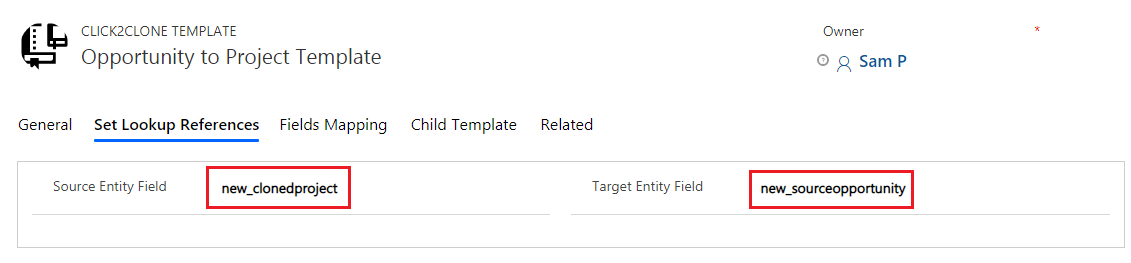 CLICK2CLONE TEMPLATE
Opportunity to Project Template
Owner *
Sam P
General Set Lookup References Fields Mapping Child Template Related
Source Entity Field new_clonedproject Target Entity Field new_sourceopportunity